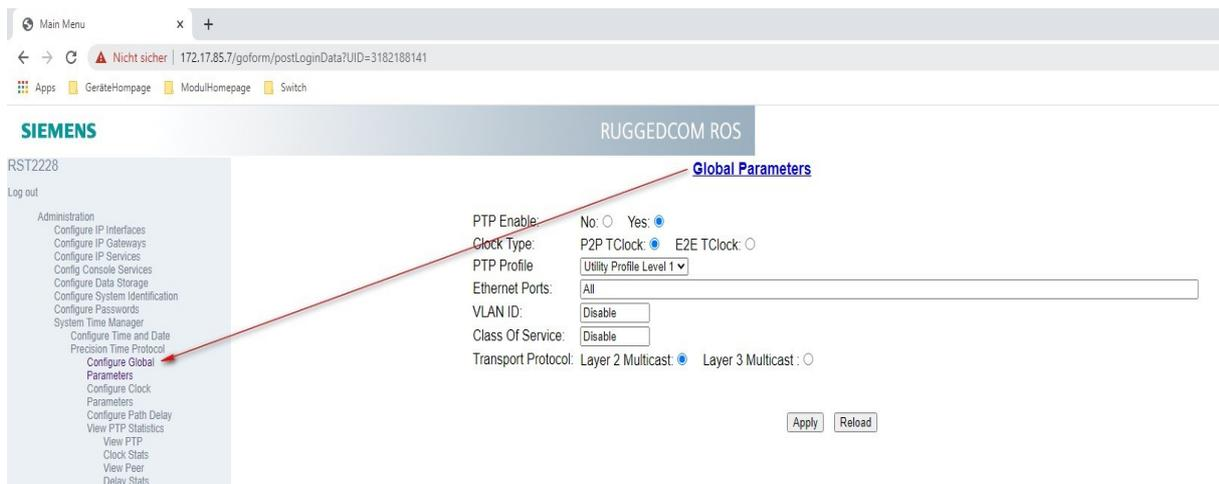 Main Menu
Nicht sicher | 172.17.85.7/goform/postLoginData?UID=3182188141
Apps GeräteHompage ModulHomepage Switch
SIEMENS
RUGGEDCOM ROS
RST2228
Log out
Administration
Configure IP Interfaces
Configure IP Gateways
Configure IP Services
Config Console Services
Configure Data Storage
Configure System Identification
Configure Passwords
System Time Manager
Configure Time and Date
Precision Time Protocol
Configure Global
Parameters
Configure Clock
Parameters
Configure Path Delay
View PTP Statistics
View PTP
Clock Stats
View Peer
Delay Stats
Global Parameters
PTP Enable: No: Yes:
Clock Type: P2P TClock: E2E TClock:
PTP Profile Utility Profile Level 1
Ethernet Ports: All
VLAN ID: Disable
Class Of Service: Disable
Transport Protocol: Layer 2 Multicast: Layer 3 Multicast :
Apply Reload